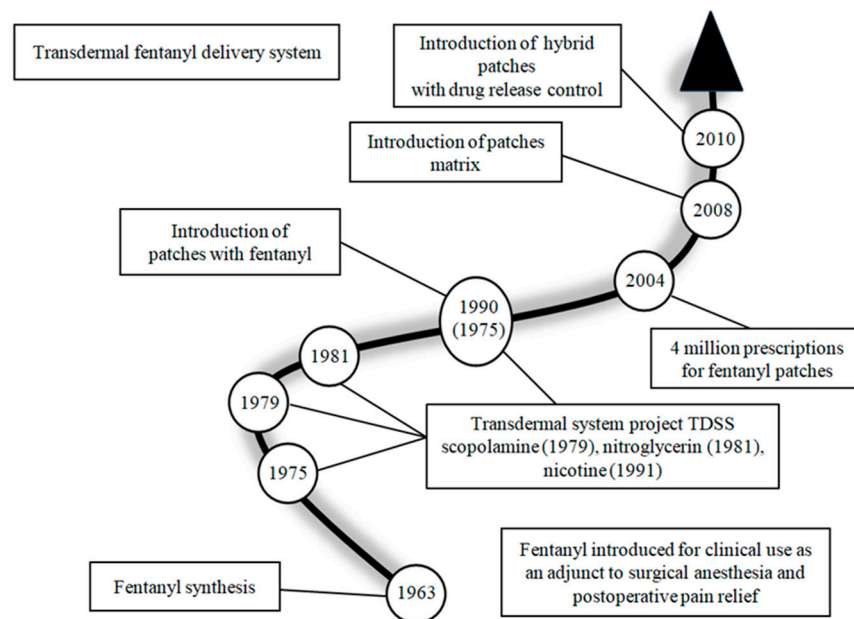 Transdermal fentanyl delivery system
Introduction of hybrid
patches
with drug release control
2010
Introduction of patches
matrix
2008
Introduction of
patches with fentanyl
2004
1990
(1975)
4 million prescriptions
for fentanyl patches
1981
1979
Transdermal system project TDSS
scopolamine (1979), nitroglycerin (1981),
nicotine (1991)
1975
Fentanyl synthesis
1963
Fentanyl introduced for clinical use as
an adjunct to surgical anesthesia and
postoperative pain relief